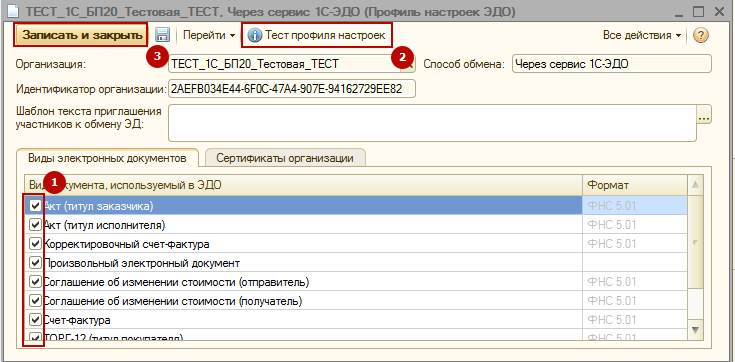 ТЕСТ_1С_БП20_Тестовая_ТЕСТ, Через сервис 1С-ЭДО (Профиль настроек ЭДО)
Записать и закрыть Перейти Тест профиля настроек Все действия ?
3 2
Организация: ТЕСТ_1С_БП20_Тестовая_ТЕСТ Способ обмена: Через сервис 1С-ЭДО
Идентификатор организации: 2AEFB034E44-6F0C-47A4-907E-94162729EE82
Шаблон текста приглашения
участников к обмену ЭД:
...
Виды электронных документов Сертификаты организации
1
Вид документа, используемый в ЭДО Формат
Акт (титул заказчика) ФНС 5.01
Акт (титул исполнителя) ФНС 5.01
Корректировочный счет-фактура ФНС 5.01
Произвольный электронный документ
Соглашение об изменении стоимости (отправитель) ФНС 5.01
Соглашение об изменении стоимости (получатель) ФНС 5.01
Счет-фактура ФНС 5.01
ТОРГ-12 (титул покупателя) ФНС 5.01